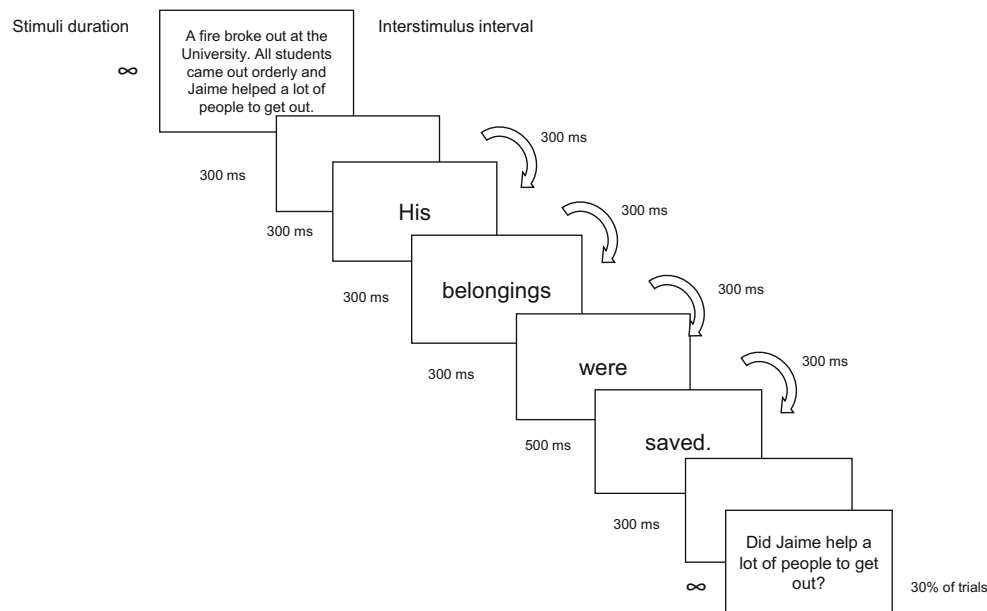 Stimuli duration
Interstimulus interval
A fire broke out at the
University. All students
came out orderly and
Jaime helped a lot of
people to get out.
∞
300 ms
300 ms
His
300 ms
300 ms
belongings
300 ms
300 ms
were
300 ms
300 ms
saved.
500 ms
300 ms
Did Jaime help a
lot of people to get
out?
∞
30% of trials